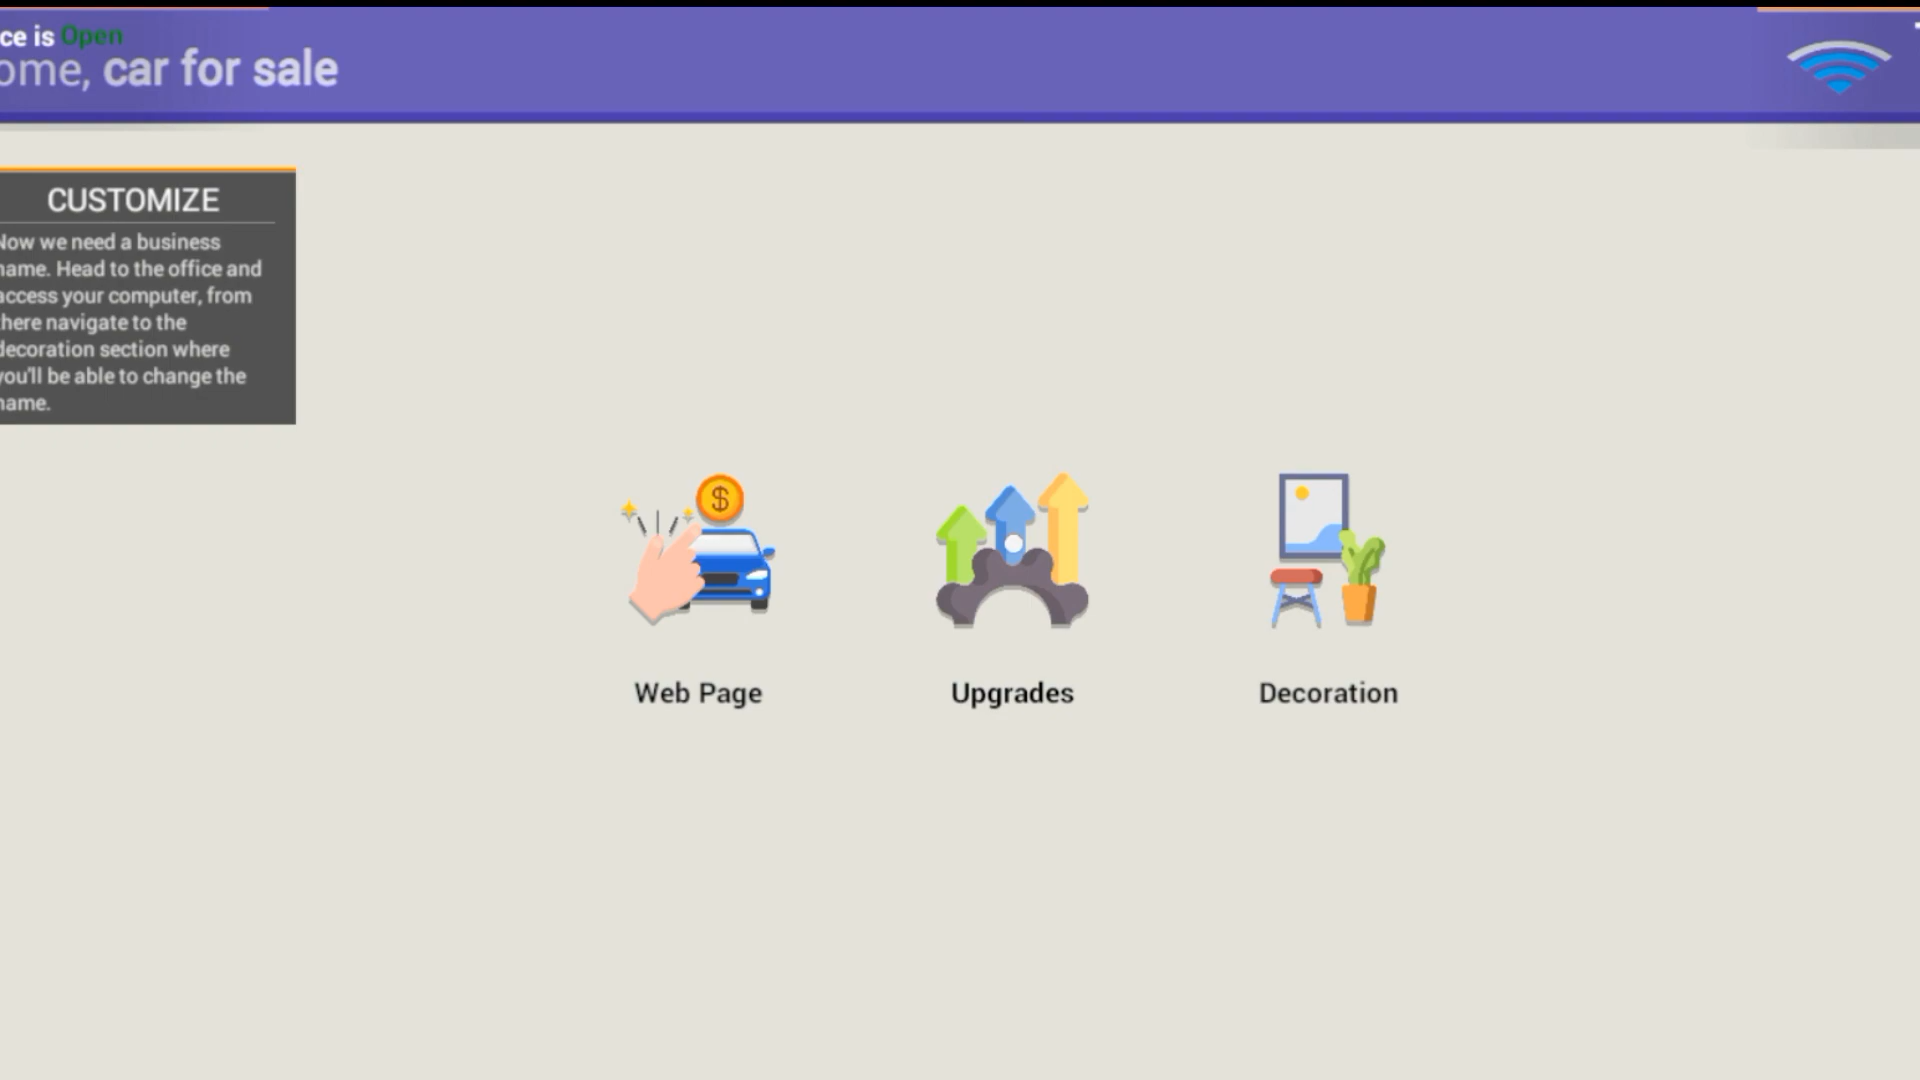 ce is Open
ome, car for sale
CUSTOMIZE
Now we need a business
name. Head to the office and
access your computer, from
there navigate to the
decoration section where
you'll be able to change the
name.
$
Web Page
Upgrades
Decoration